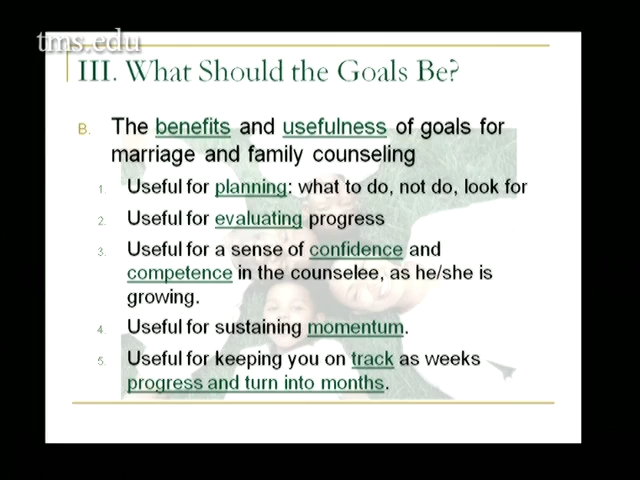 tms.edu
III. What Should the Goals Be?
B. The benefits and usefulness of goals for
marriage and family counseling
1. Useful for planning: what to do, not do, look for
2. Useful for evaluating progress
3. Useful for a sense of confidence and
competence in the counselee, as he/she is
growing.
4. Useful for sustaining momentum.
5. Useful for keeping you on track as weeks
progress and turn into months.